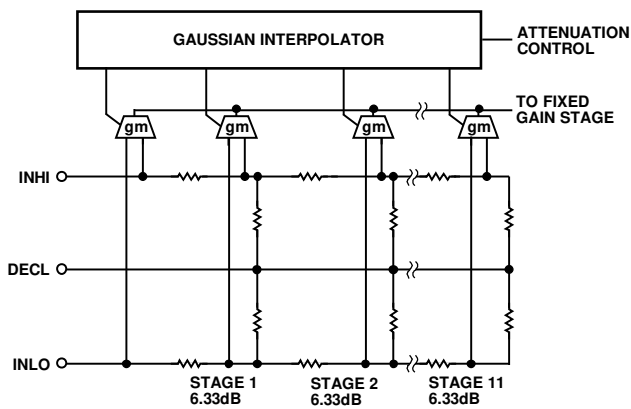 GAUSSIAN INTERPOLATOR
ATTENUATION
CONTROL
TO FIXED
GAIN STAGE
gm
gm
gm
gm
INHI
DECL
INLO
STAGE 1
6.33dB
STAGE 2
6.33dB
STAGE 11
6.33dB